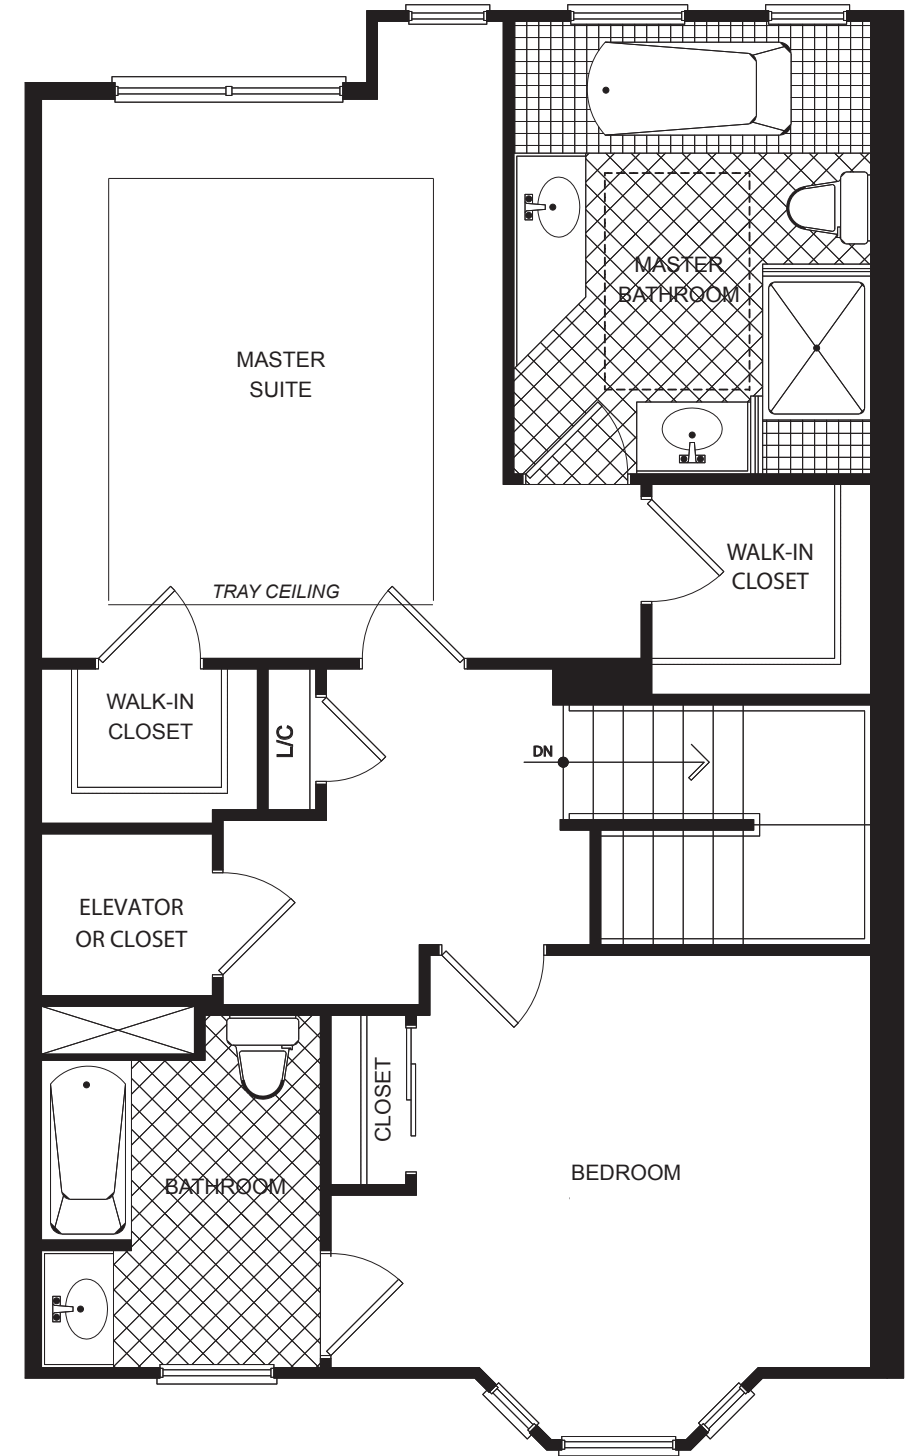 MASTER
BATHROOM
MASTER
SUITE
WALK-IN
CLOSET
TRAY CEILING
WALK-IN
CLOSET
L/C
DN
ELEVATOR
OR CLOSET
CLOSET
BATHROOM
BEDROOM